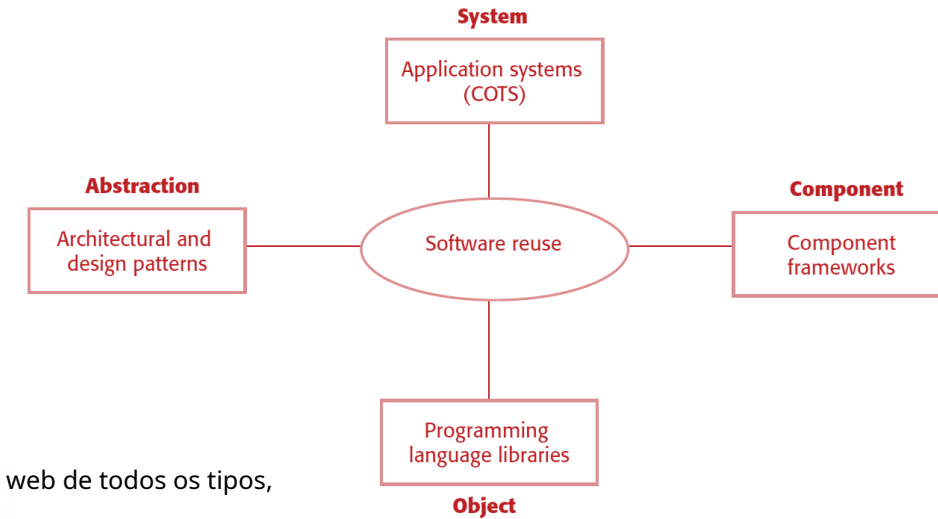 System
Application systems
(COTS)
Abstraction
Architectural and
design patterns
Software reuse
Component
Component
frameworks
Programming
language libraries
Object
web de todos os tipos,